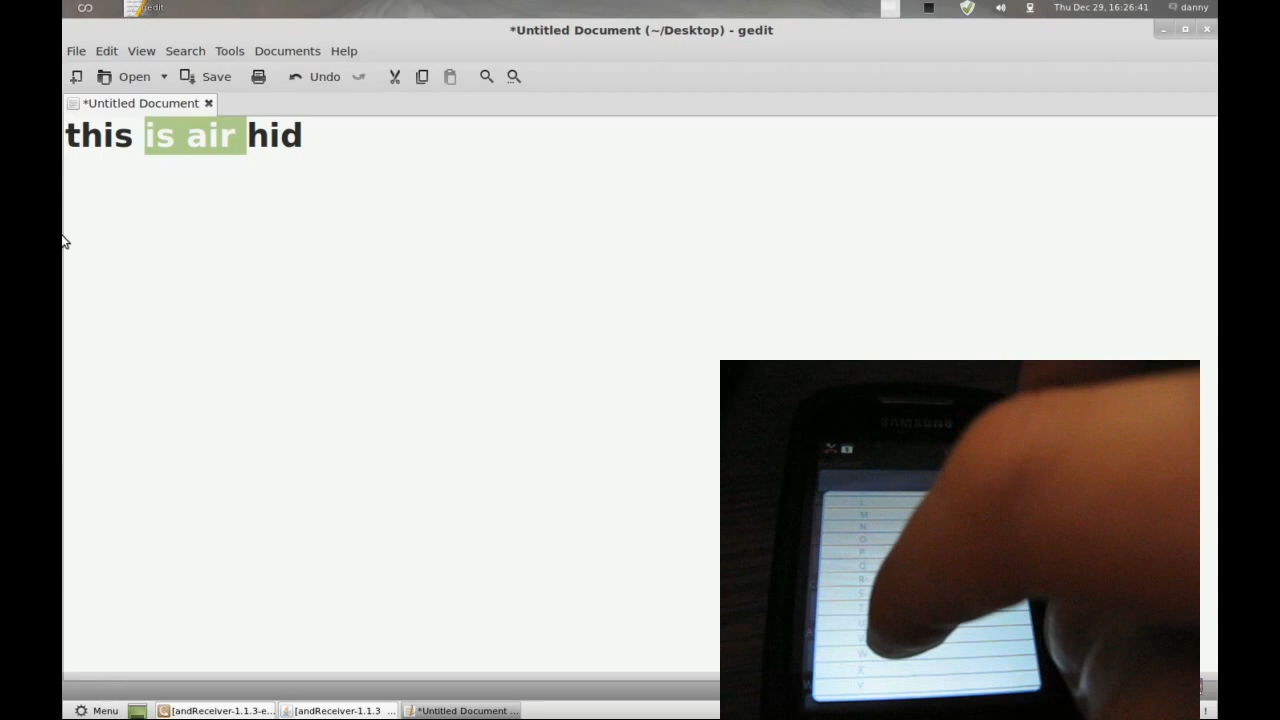 gedit
Thu Dec 29, 16:26:41
danny
*Untitled Document (~/Desktop) - gedit
File Edit View Search Tools Documents Help
Open Save Undo
*Untitled Document
this is air hid
SAMSUNG
L
M
N
O
P
Q
R
S
T
U
W
X
Y
Menu [andReceiver-1.1.3-e... [andReceiver-1.1.3 ... *Untitled Document ...